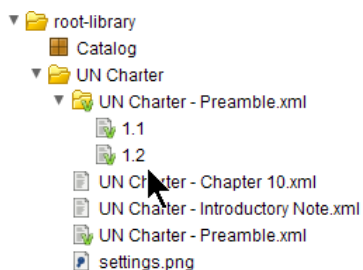 root-library
Catalog
UN Charter
UN Charter - Preamble.xml
1.1
1.2
UN Charter - Chapter 10.xml
UN Charter - Introductory Note.xml
UN Charter - Preamble.xml
settings.png